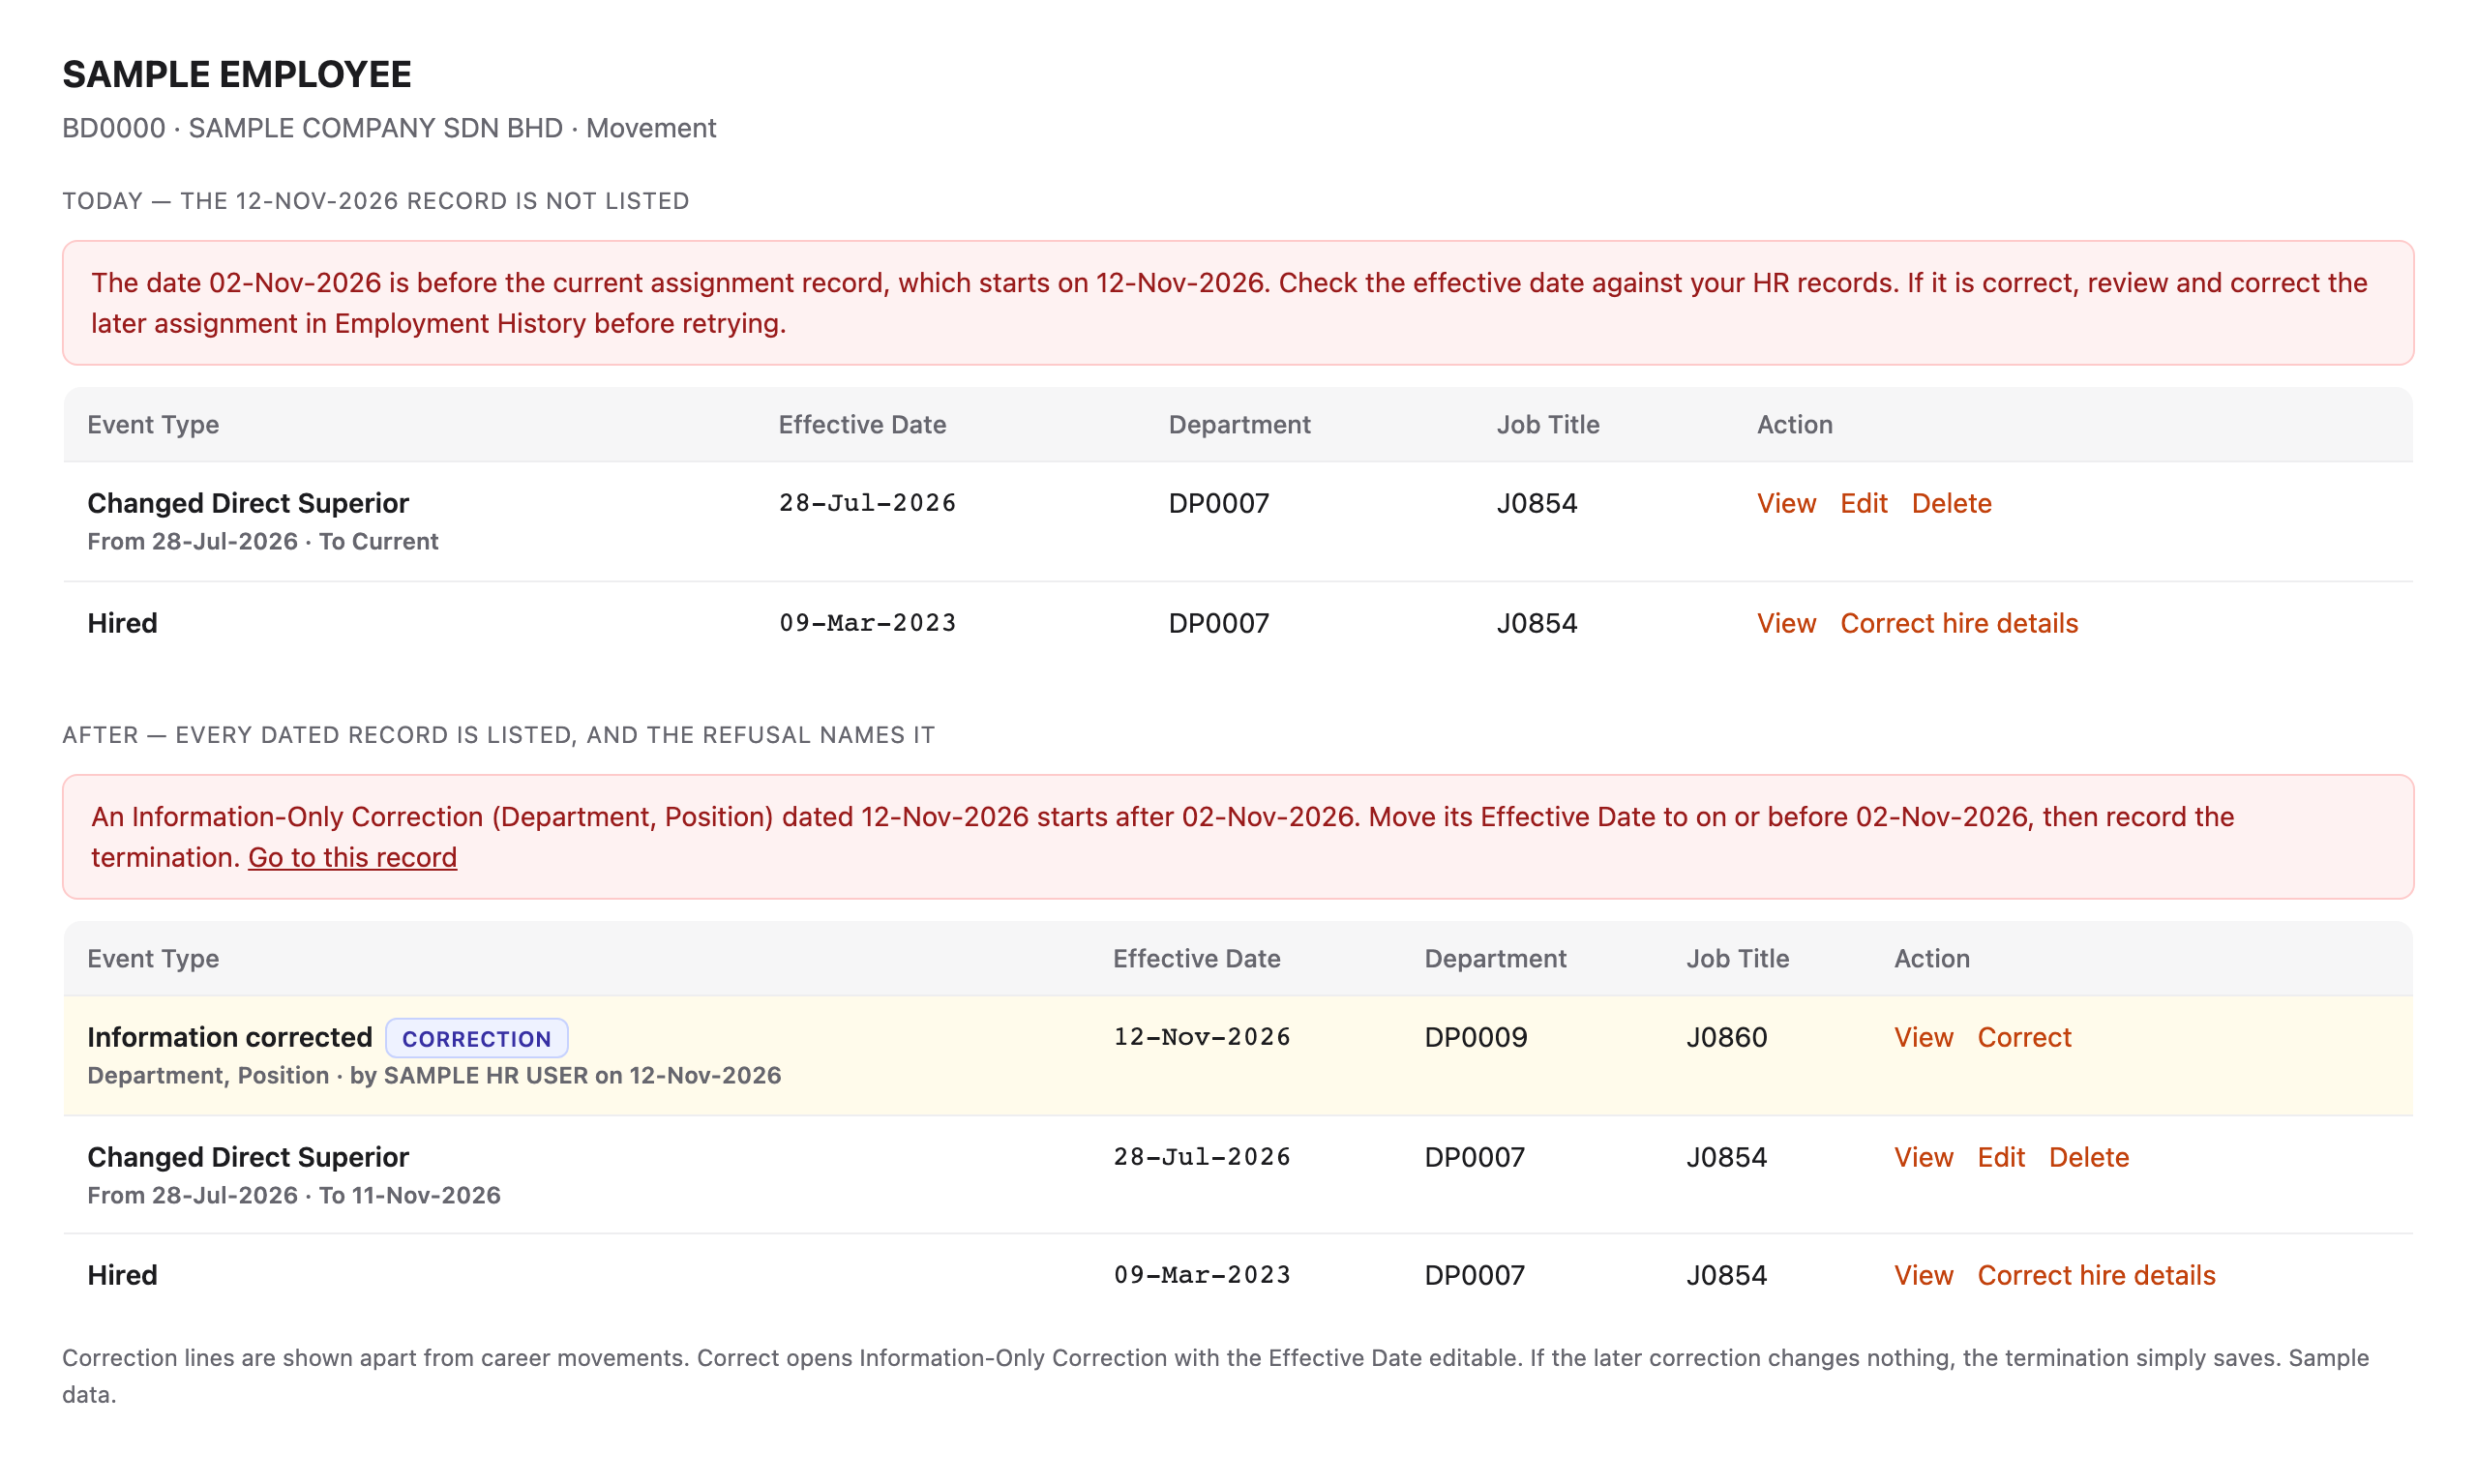 SAMPLE EMPLOYEE
BD0000 · SAMPLE COMPANY SDN BHD · Movement
TODAY — THE 12-NOV-2026 RECORD IS NOT LISTED
The date 02-Nov-2026 is before the current assignment record, which starts on 12-Nov-2026. Check the effective date against your HR records. If it is correct, review and correct the
later assignment in Employment History before retrying.
Event Type Effective Date Department Job Title Action
Changed Direct Superior 28-Jul-2026 DP0007 J0854 View Edit Delete
From 28-Jul-2026 · To Current
Hired 09-Mar-2023 DP0007 J0854 View Correct hire details
AFTER — EVERY DATED RECORD IS LISTED, AND THE REFUSAL NAMES IT
An Information-Only Correction (Department, Position) dated 12-Nov-2026 starts after 02-Nov-2026. Move its Effective Date to on or before 02-Nov-2026, then record the
termination. Go to this record
Event Type Effective Date Department Job Title Action
Information corrected CORRECTION 12-Nov-2026 DP0009 J0860 View Correct
Department, Position · by SAMPLE HR USER on 12-Nov-2026
Changed Direct Superior 28-Jul-2026 DP0007 J0854 View Edit Delete
From 28-Jul-2026 · To 11-Nov-2026
Hired 09-Mar-2023 DP0007 J0854 View Correct hire details
Correction lines are shown apart from career movements. Correct opens Information-Only Correction with the Effective Date editable. If the later correction changes nothing, the termination simply saves. Sample
data.